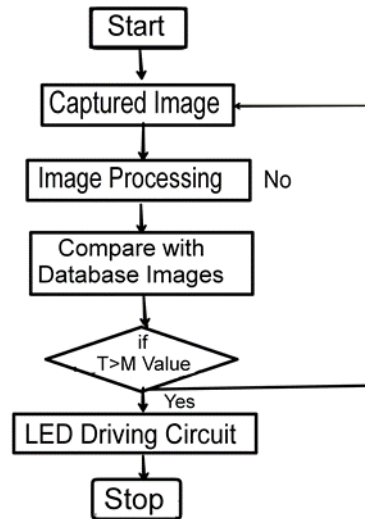 Start
Captured Image
Image Processing
No
Compare with
Database Images
if
T>M Value
Yes
LED Driving Circuit
Stop